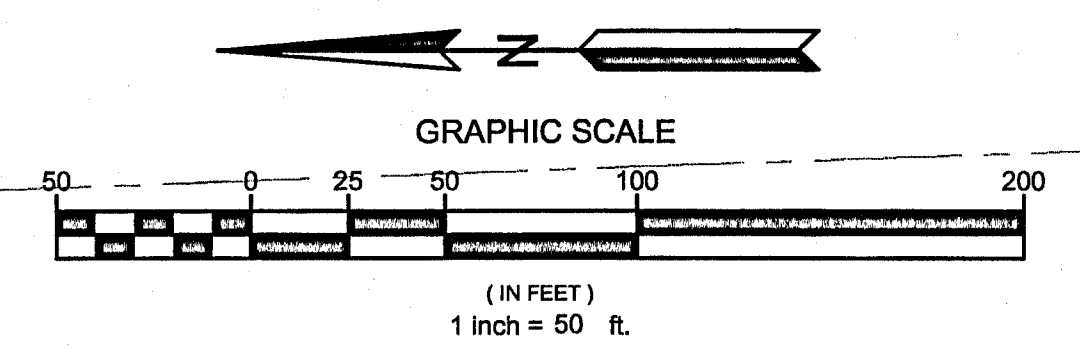 N
GRAPHIC SCALE
50 0 25 50 100 200
( IN FEET )
1 inch = 50 ft.